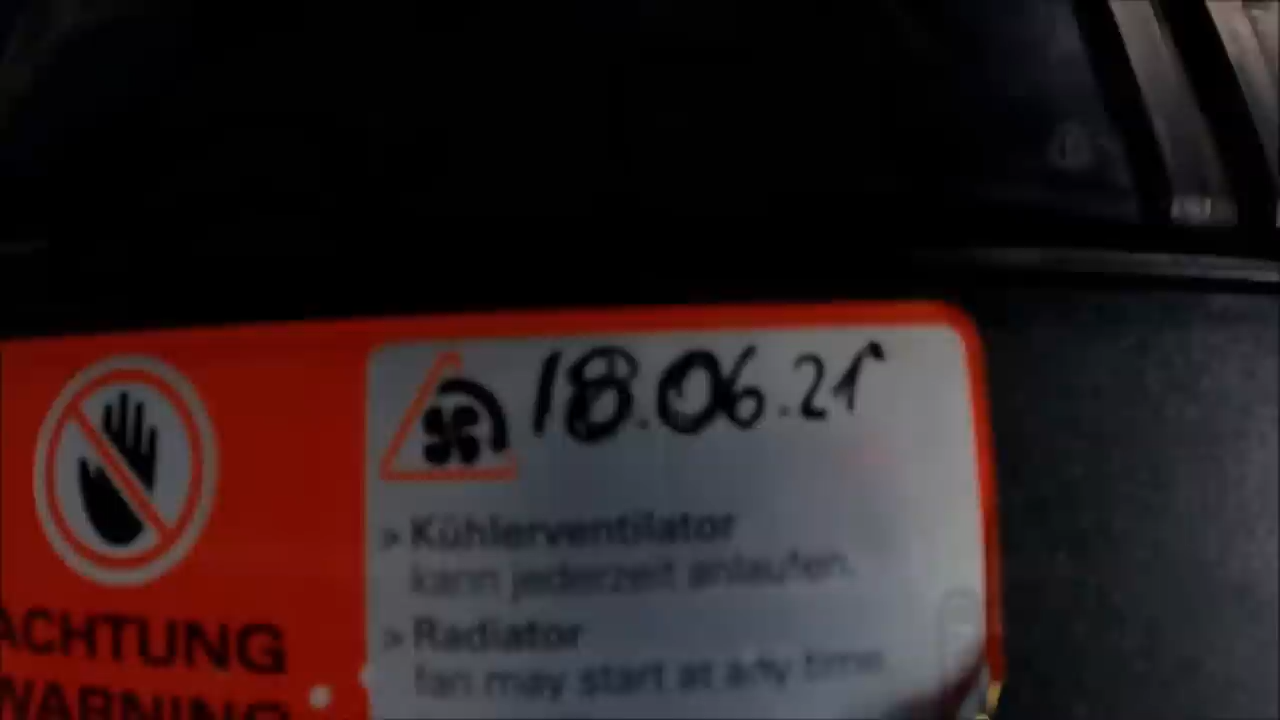 18.06.21
> Kühlerventilator
kann jederzeit anlaufen.
> Radiator
fan may start at any time
ACHTUNG
WARNING